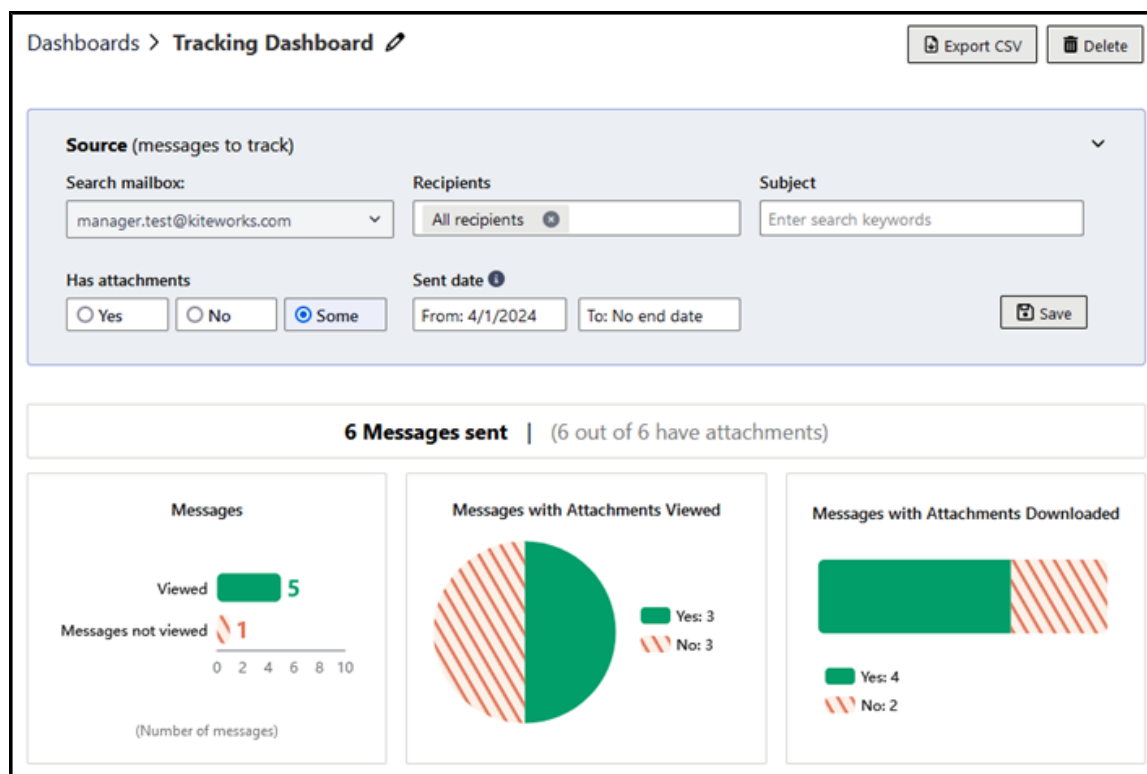 Dashboards > Tracking Dashboard
Export CSV
Delete
Source (messages to track)
Search mailbox:
Recipients
Subject
manager.test@kiteworks.com
All recipients
Enter search keywords
Has attachments
Sent date
Yes
No
Some
From: 4/1/2024
To: No end date
Save
6 Messages sent | (6 out of 6 have attachments)
Messages
Viewed 5
Messages not viewed 1
0 2 4 6 8 10
(Number of messages)
Messages with Attachments Viewed
Yes: 3
No: 3
Messages with Attachments Downloaded
Yes: 4
No: 2